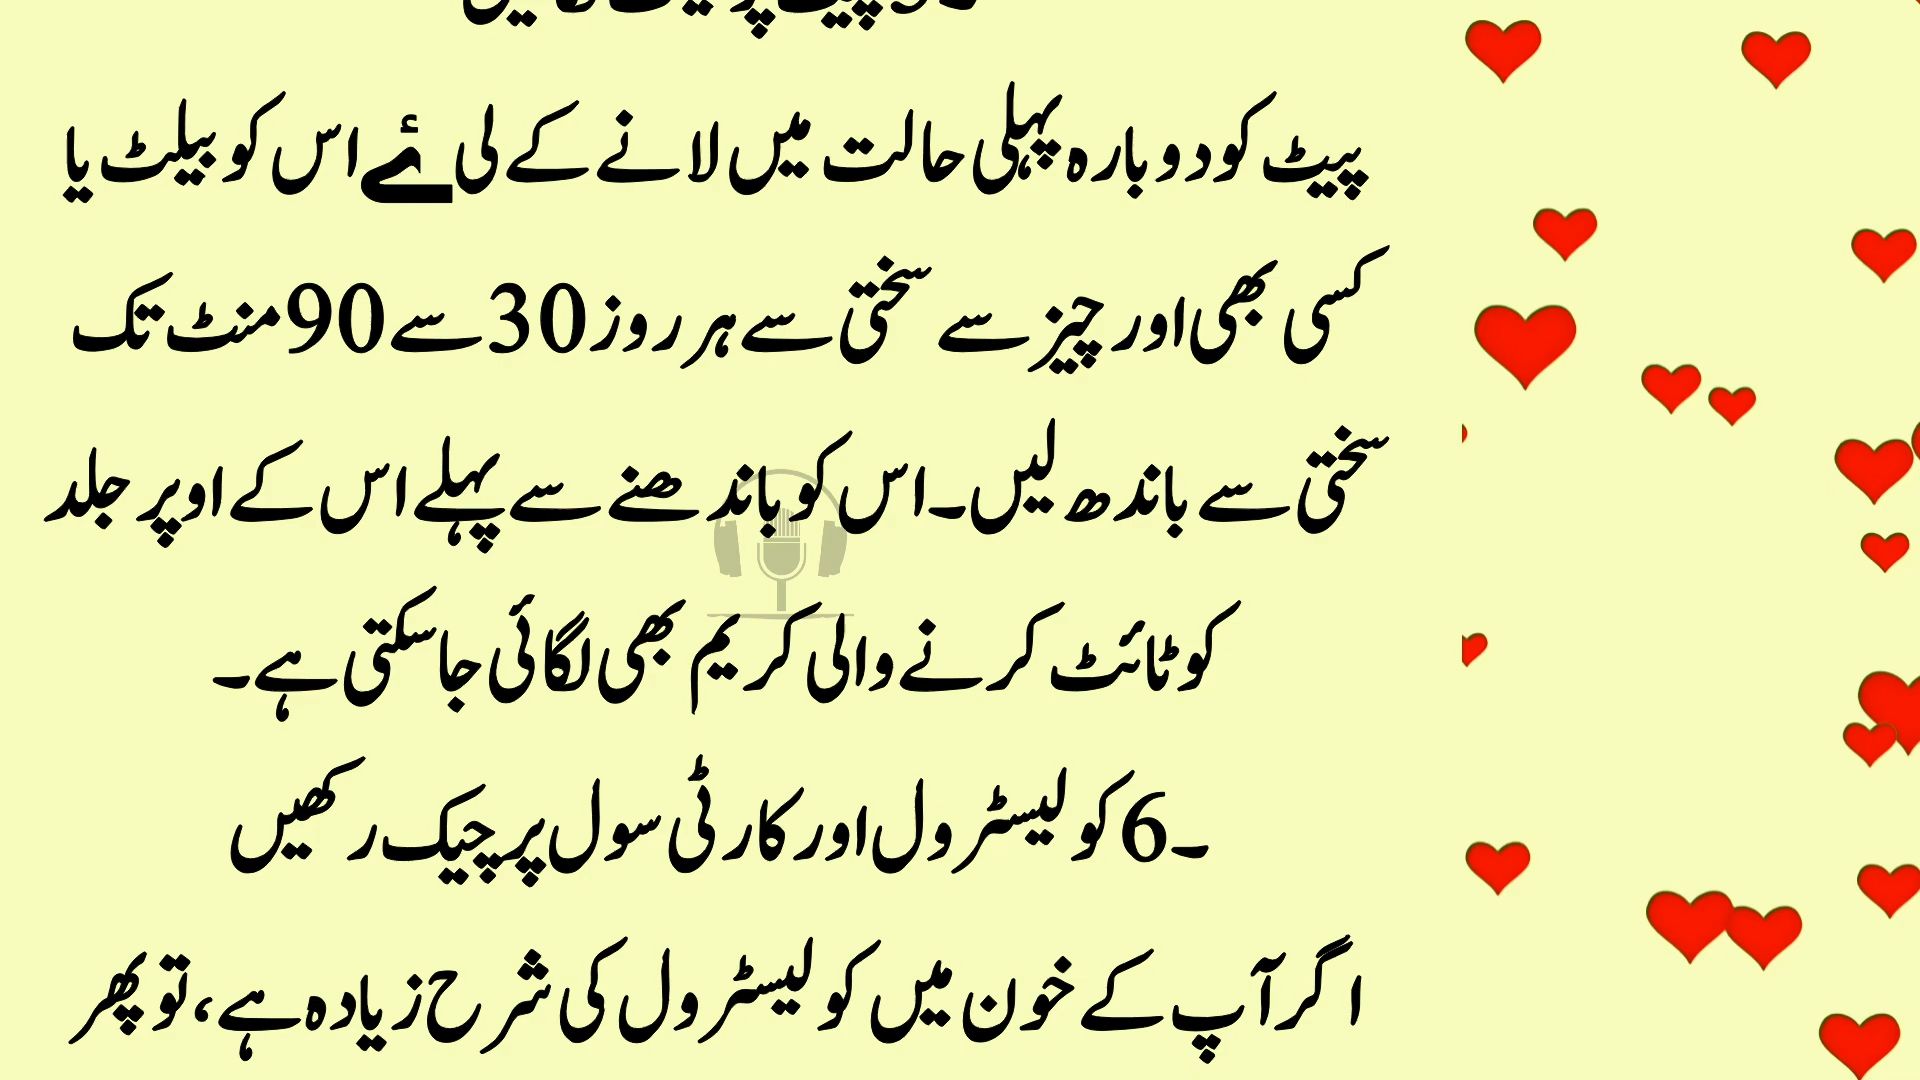 پیٹ کو دوبارہ پہلی حالت میں لانے کے لی ئے اس کو بیلٹ یا
کسی بھی اور چیز سے سختی سے ہر روز 30 سے 90 منٹ تک
سختی سے باندھ لیں۔ اس کو باندھنے سے پہلے اس کے اوپر جلد
کو ٹائٹ کرنے والی کریم بھی لگائی جا سکتی ہے۔
۔6 کولیسٹرول اور کارٹی سول پر چیک رکھیں
اگر آپ کے خون میں کولیسٹرول کی شرح زیادہ ہے، تو پھر